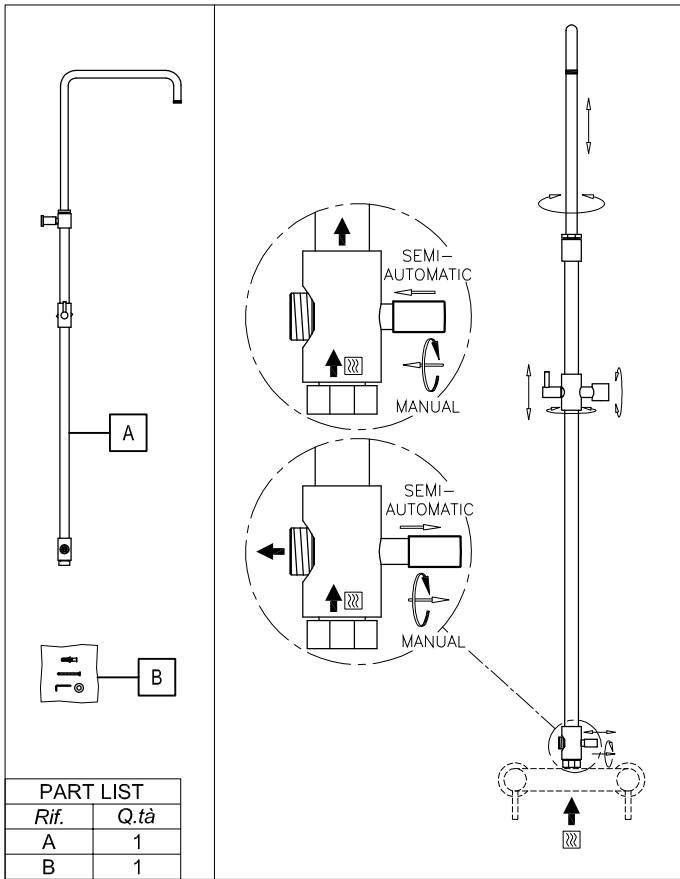 A
B
PART LIST
Rif. Q.tà
A 1
B 1
SEMI-
AUTOMATIC
MANUAL
SEMI-
AUTOMATIC
MANUAL